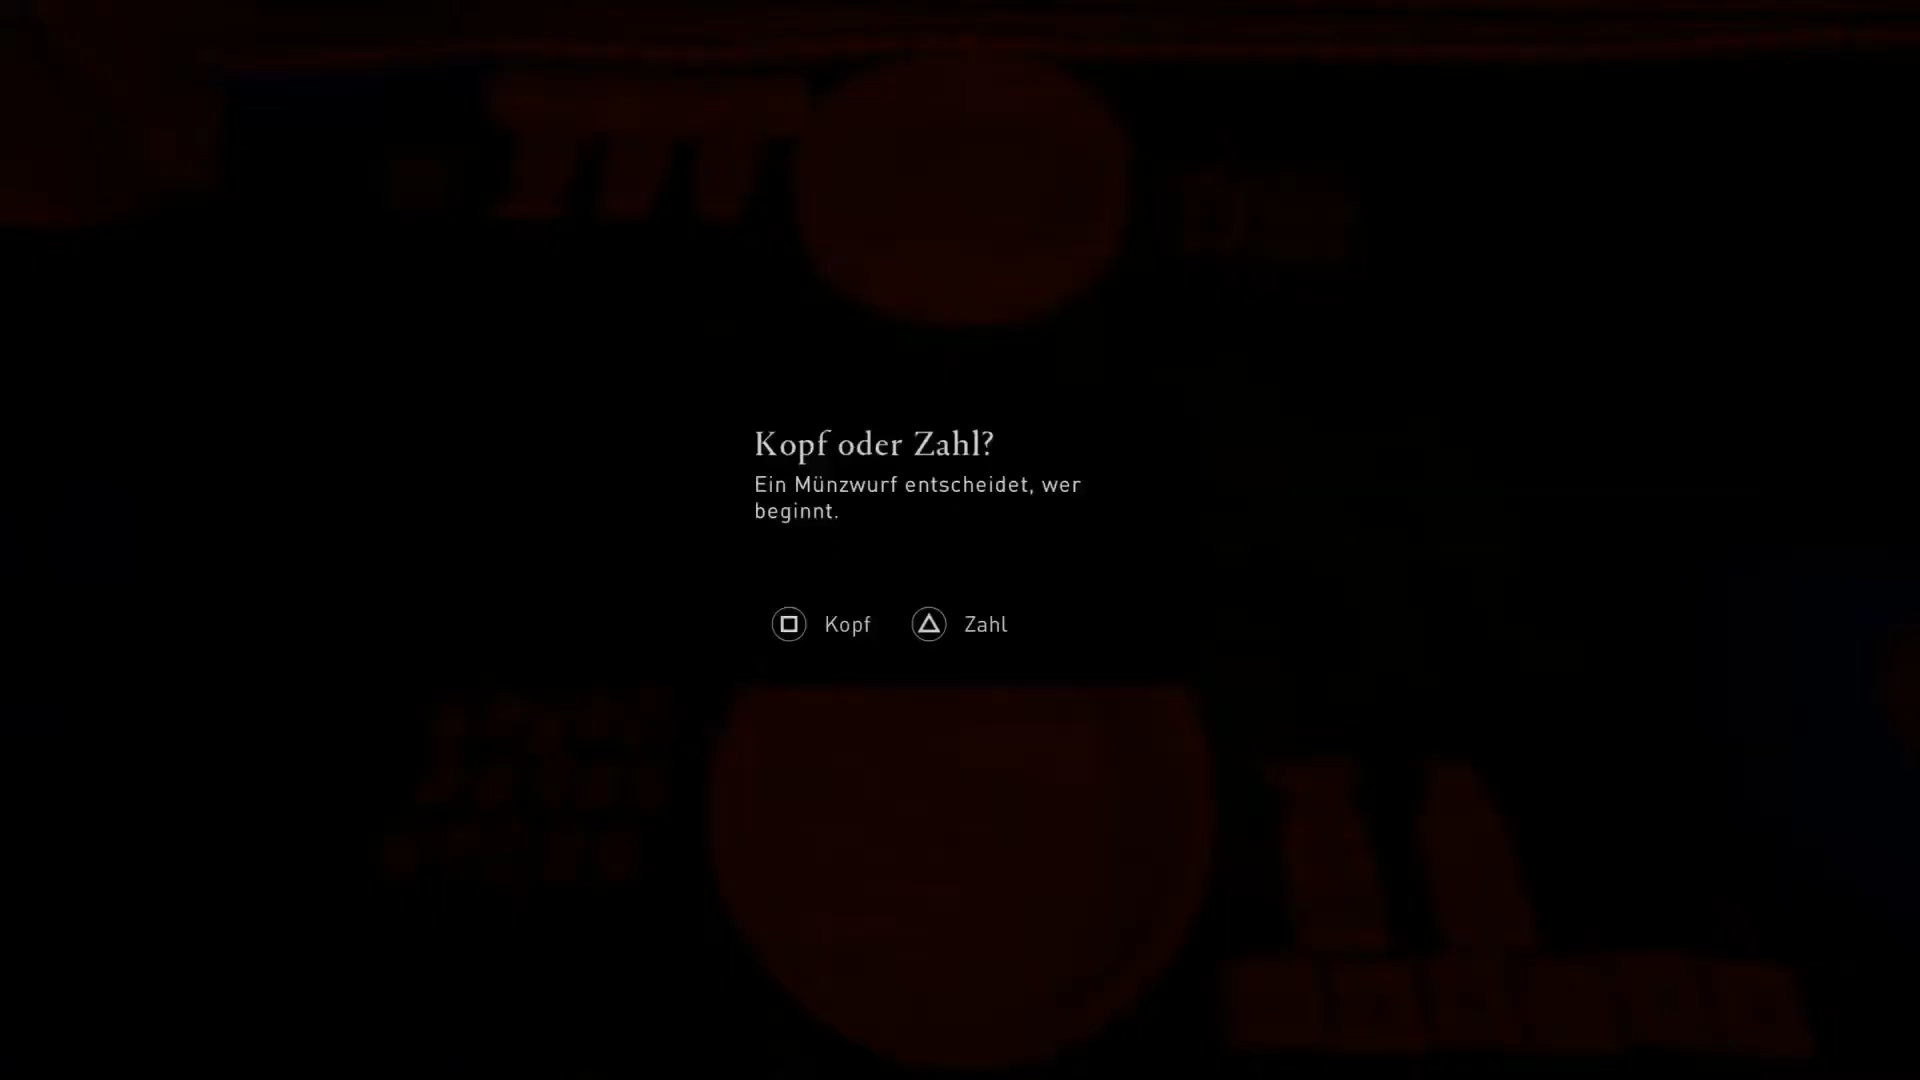 Kopf oder Zahl?
Ein Münzwurf entscheidet, wer
beginnt.
Kopf Zahl